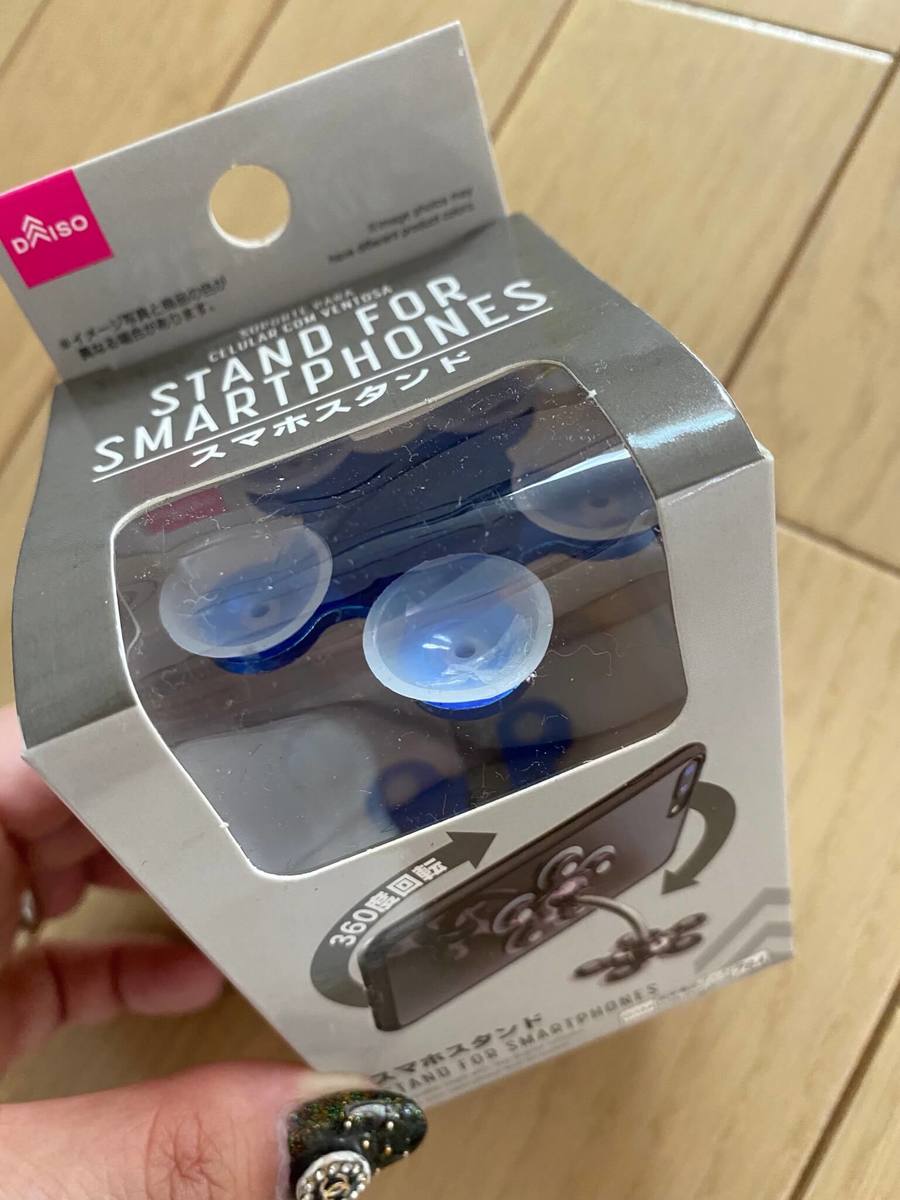 DAISO
※イメージ写真と商品の色が
異なる場合があります。
※Image photos may
have different product colors.
SUPORTE PARA
CELULAR COM VENTOSA
STAND FOR
SMARTPHONES
スマホスタンド
360度回転
スマホスタンド
STAND FOR SMARTPHONES